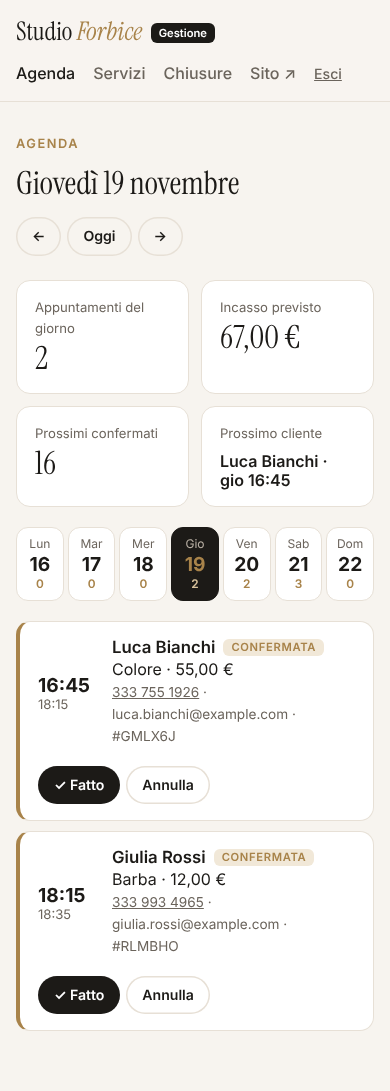 Studio Forbice Gestione
Agenda Servizi Chiusure Sito ↗ Esci
AGENDA
Giovedì 19 novembre
← Oggi →
Appuntamenti del
giorno
2
Incasso previsto
67,00 €
Prossimi confermati
16
Prossimo cliente
Luca Bianchi ·
gio 16:45
Lun Mar Mer Gio Ven Sab Dom
16 17 18 19 20 21 22
0 0 0 2 2 3 0
16:45
18:15
Luca Bianchi CONFERMATA
Colore · 55,00 €
333 755 1926 ·
luca.bianchi@example.com ·
#GMLX6J
✓ Fatto Annulla
18:15
18:35
Giulia Rossi CONFERMATA
Barba · 12,00 €
333 993 4965 ·
giulia.rossi@example.com ·
#RLMBHO
✓ Fatto Annulla